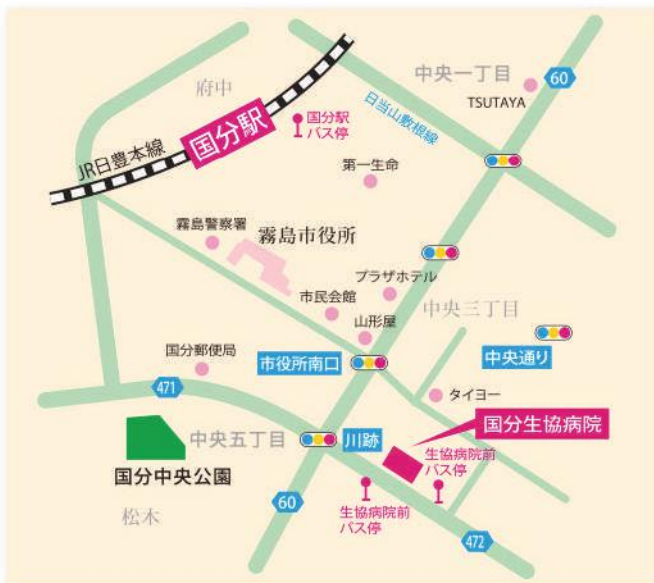 中央一丁目
60
府中
TSUTAYA
国分駅
国分駅
バス停
日当山敷根線
JR日豊本線
第一生命
霧島警察署
霧島市役所
プラザホテル
市民会館
中央三丁目
山形屋
国分郵便局
市役所南口
中央通り
471
タイヨー
国分生協病院
中央五丁目
川跡
生協病院前
バス停
国分中央公園
60
生協病院前
バス停
松木
472